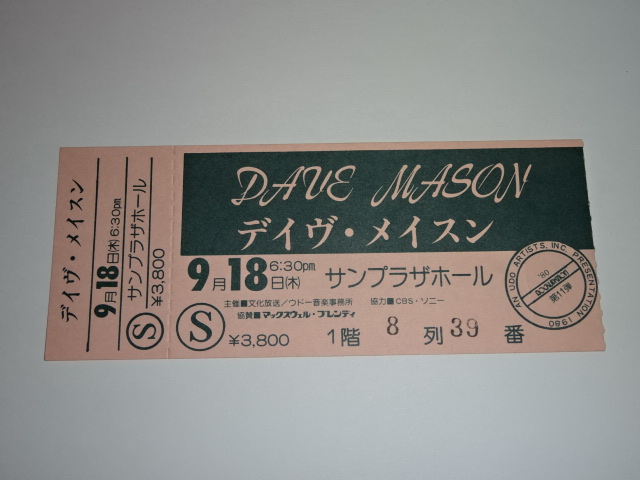 デイヴ・メイスン
9月18日(木)6:30pm
サンプラザホール
Ⓢ ¥3,800
DAVE MASON
デイヴ・メイスン
9月18日(木)6:30pm サンプラザホール
主催■文化放送/ウドー音楽事務所 協力■CBS・ソニー
協賛■マックスウェル・ブレンディ
Ⓢ ¥3,800 1階 8 列 39 番
AN UDO ARTISTS, INC. PRESENTATION 1980
'80
第11弾